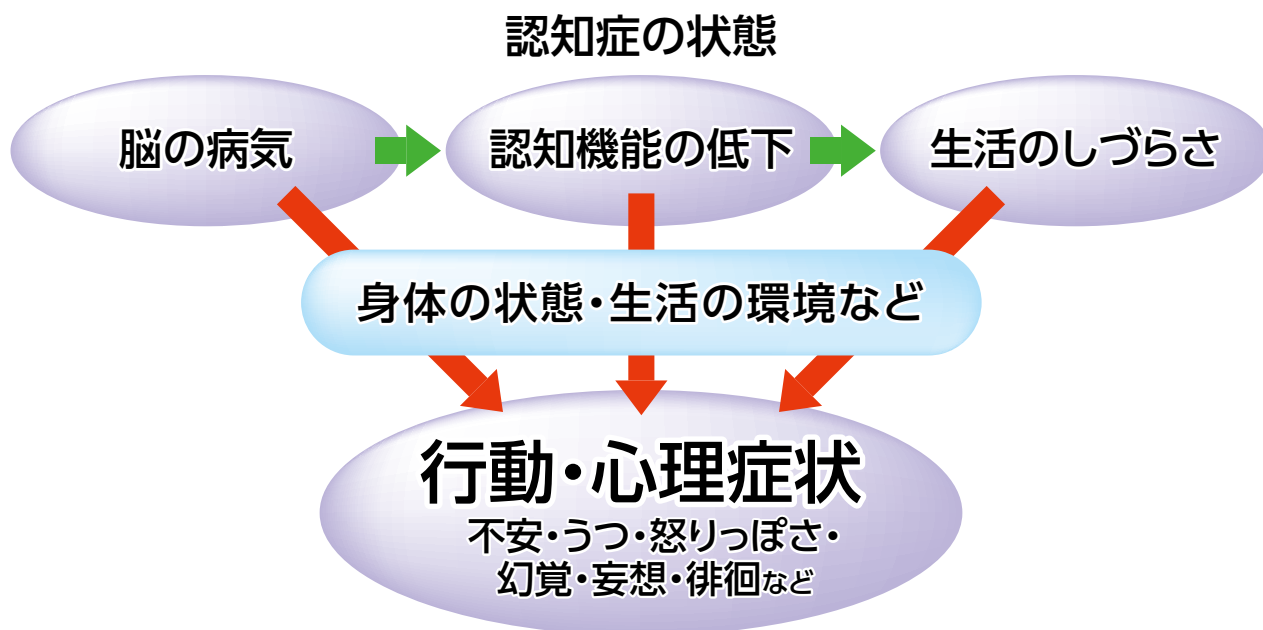 認知症の状態
脳の病気
認知機能の低下
生活のしづらさ
身体の状態・生活の環境など
行動・心理症状
不安・うつ・怒りっぽさ・
幻覚・妄想・徘徊など